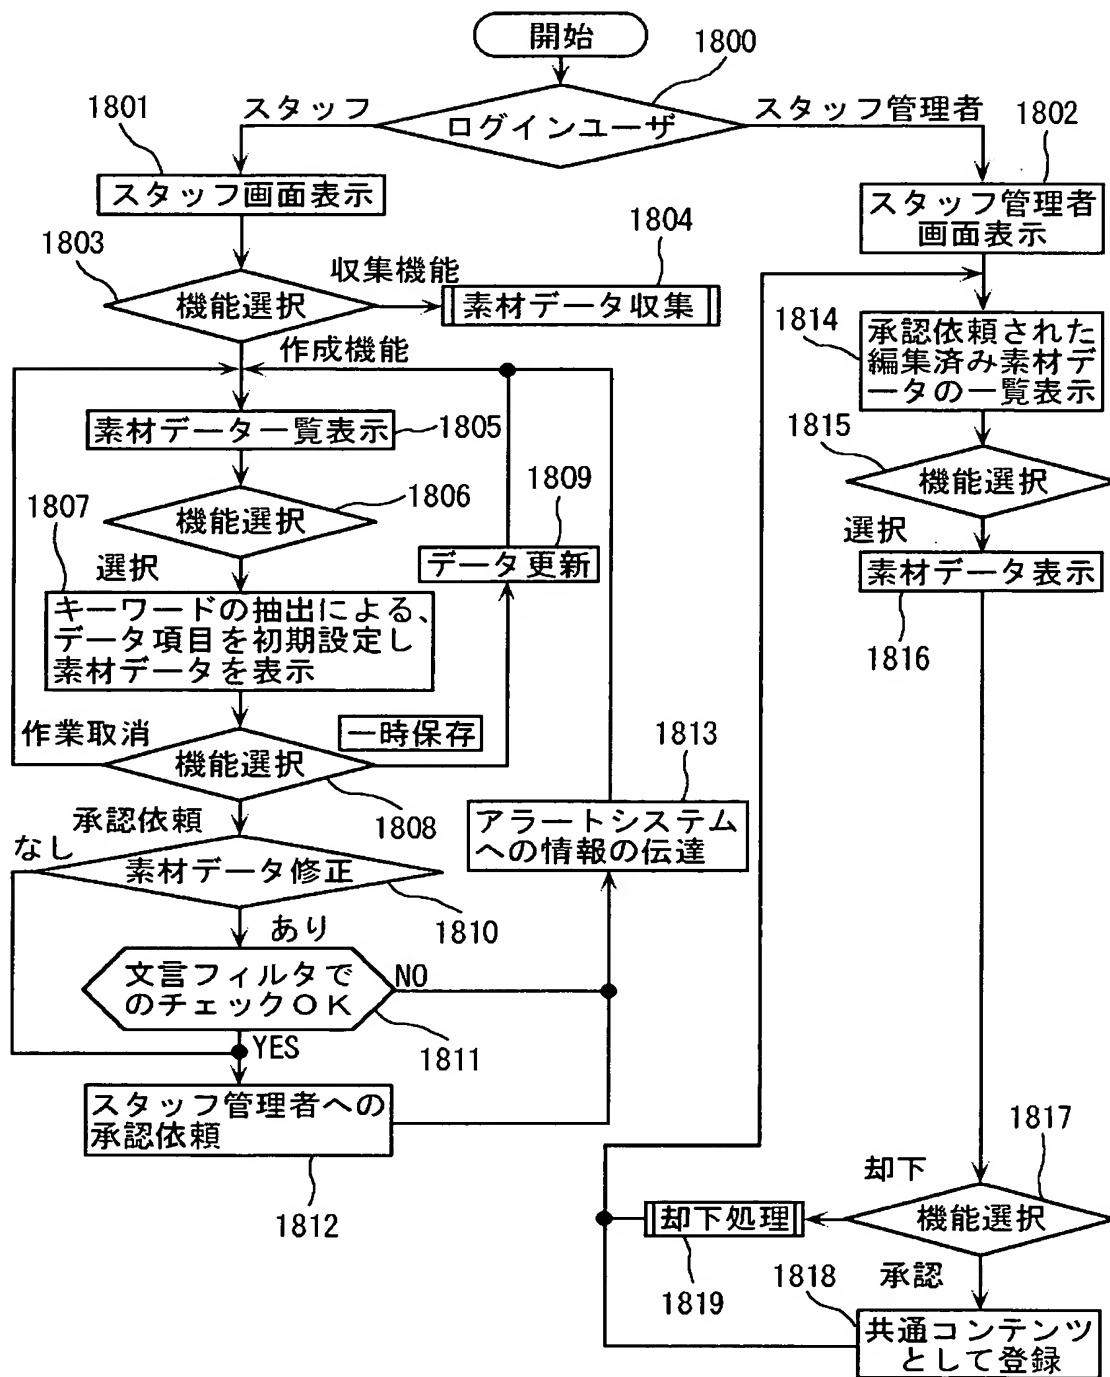 開始
1800
スタッフ
ログインユーザ
スタッフ管理者
1801
1802
スタッフ画面表示
スタッフ管理者
画面表示
1803
収集機能
1804
機能選択
素材データ収集
作成機能
1814
承認依頼された
編集済み素材デ
ータの一覧表示
素材データ一覧表示
1805
1815
機能選択
1806
機能選択
1807
1809
選択
データ更新
選択
素材データ表示
1816
キーワードの抽出による、
データ項目を初期設定し
素材データを表示
作業取消
一時保存
機能選択
1808
1813
アラートシステム
への情報の伝達
承認依頼
なし
素材データ修正
1810
あり
文言フィルタで
のチェックOK
NO
1811
YES
スタッフ管理者への
承認依頼
1812
1817
却下
機能選択
却下処理
1819
承認
1818
共通コンテンツ
として登録